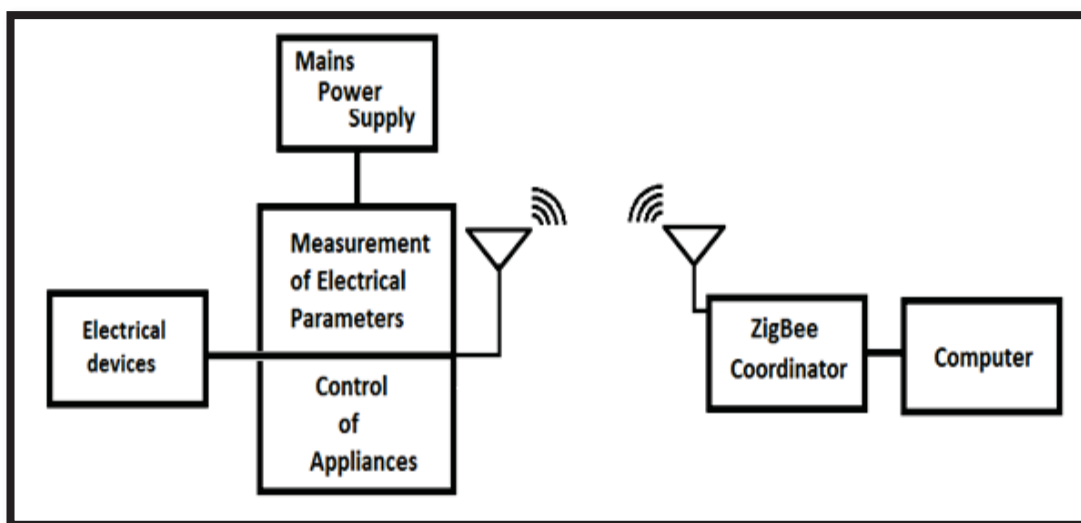 Mains
Power
Supply
Measurement
of Electrical
Parameters
Electrical
devices
Control
of
Appliances
ZigBee
Coordinator
Computer